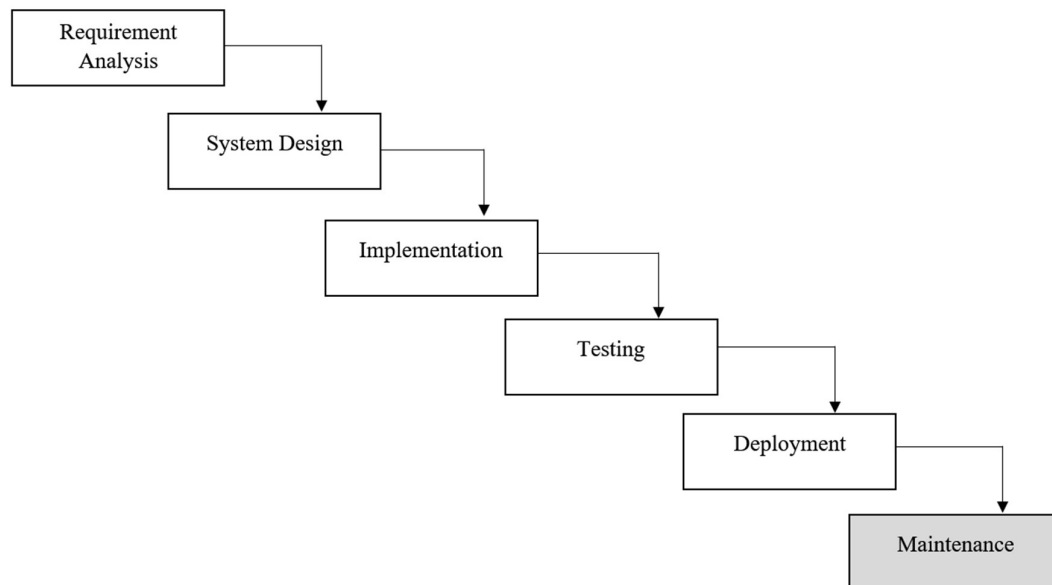 Requirement
Analysis
System Design
Implementation
Testing
Deployment
Maintenance